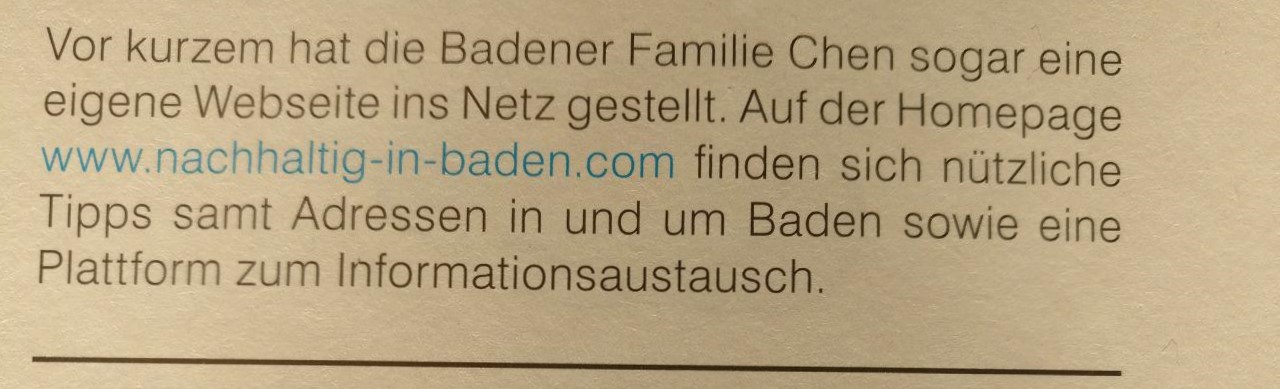 Vor kurzem hat die Badener Familie Chen sogar eine
eigene Webseite ins Netz gestellt. Auf der Homepage
www.nachhaltig-in-baden.com finden sich nützliche
Tipps samt Adressen in und um Baden sowie eine
Plattform zum Informationsaustausch.